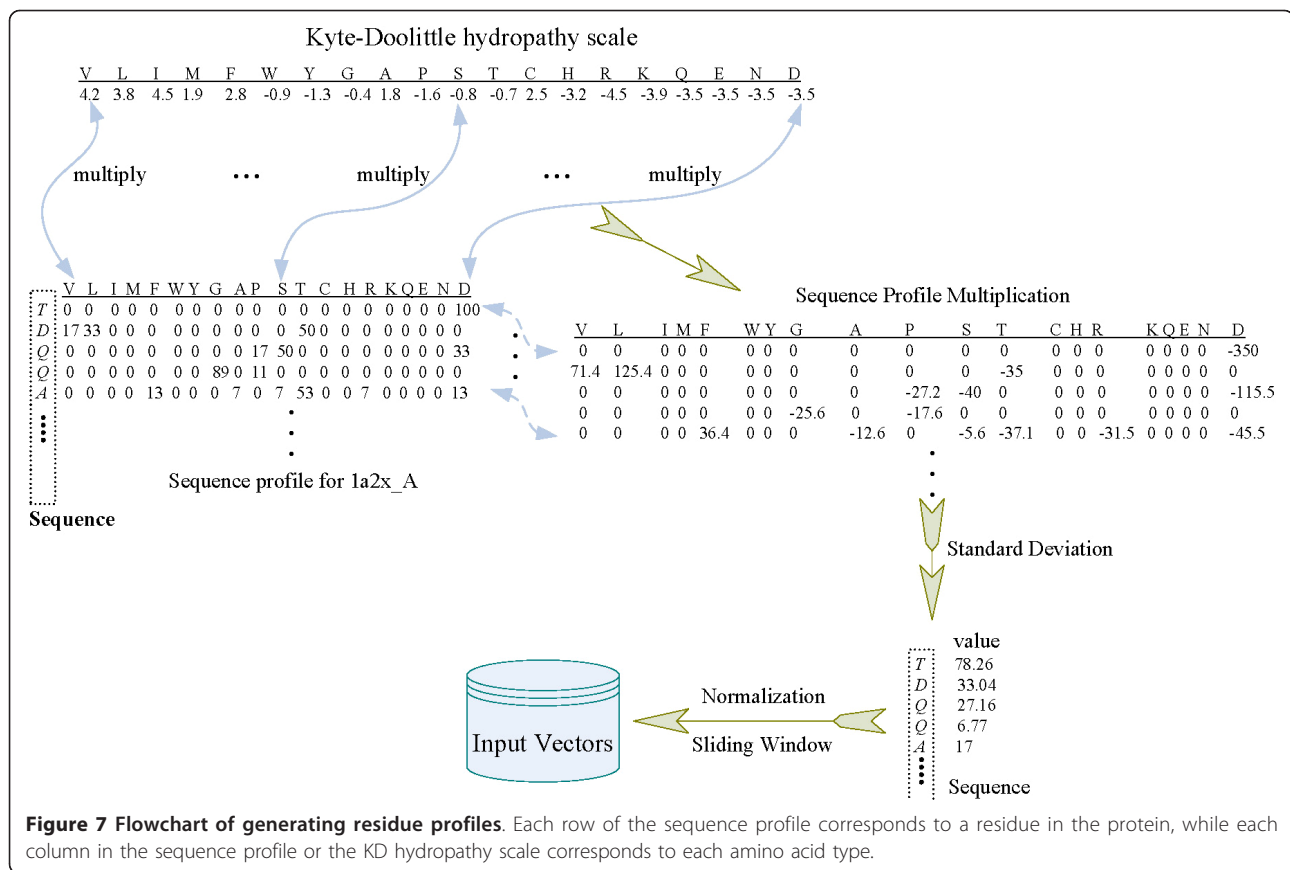 Kyte-Doolittle hydropathy scale
V L I M F W Y G A P S T C H R K Q E N D
4.2 3.8 4.5 1.9 2.8 -0.9 -1.3 -0.4 1.8 -1.6 -0.8 -0.7 2.5 -3.2 -4.5 -3.9 -3.5 -3.5 -3.5 -3.5
multiply ... multiply ... multiply
V L I M F W Y G A P S T C H R K Q E N D
T 0 0 0 0 0 0 0 0 0 0 0 0 0 0 0 0 0 0 0 100
D 17 33 0 0 0 0 0 0 0 0 0 50 0 0 0 0 0 0 0 0
Q 0 0 0 0 0 0 0 0 0 17 50 0 0 0 0 0 0 0 0 33
Q 0 0 0 0 0 0 0 89 0 11 0 0 0 0 0 0 0 0 0 0
A 0 0 0 0 13 0 0 0 7 0 7 53 0 0 7 0 0 0 0 13
Sequence profile for 1a2x_A
Sequence
Sequence Profile Multiplication
V L I M F W Y G A P S T C H R K Q E N D
0 0 0 0 0 0 0 0 0 0 0 0 0 0 0 0 0 0 0 -350
71.4 125.4 0 0 0 0 0 0 0 0 0 -35 0 0 0 0 0 0 0 0
0 0 0 0 0 0 0 0 0 -27.2 -40 0 0 0 0 0 0 0 0 -115.5
0 0 0 0 0 0 0 -25.6 0 -17.6 0 0 0 0 0 0 0 0 0 0
0 0 0 0 36.4 0 0 0 -12.6 0 -5.6 -37.1 0 0 -31.5 0 0 0 0 -45.5
Standard Deviation
value
T 78.26
D 33.04
Q 27.16
Q 6.77
A 17
Sequence
Normalization
Sliding Window
Input Vectors
Figure 7 Flowchart of generating residue profiles. Each row of the sequence profile corresponds to a residue in the protein, while each
column in the sequence profile or the KD hydropathy scale corresponds to each amino acid type.